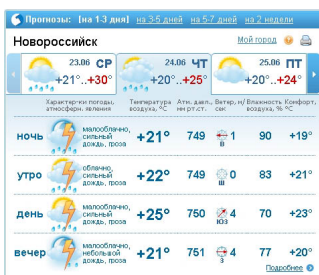 Прогнозы: [на 1-3 дня] на 3-5 дней на 5-7 дней на 2 недели
Новороссийск Мой город
23.06 СР 24.06 ЧТ 25.06 ПТ
+21°..+30° +20°..+25° +20°..+24°
Характер-ки погоды, Температура Атм. давл., Ветер, м/ Влажность Комфорт,
атмосферн. явления воздуха, °C мм рт.ст. сек воздуха, % °C
малооблачно,
ночь сильный +21° 749 1 90 +19°
дождь, гроза В
облачно,
утро сильный +22° 749 0 83 +21°
дождь, гроза Ш
малооблачно,
день сильный +25° 750 4 70 +23°
дождь, гроза ЮЗ
малооблачно,
вечер небольшой +21° 751 4 77 +20°
дождь, гроза З
Подробнее